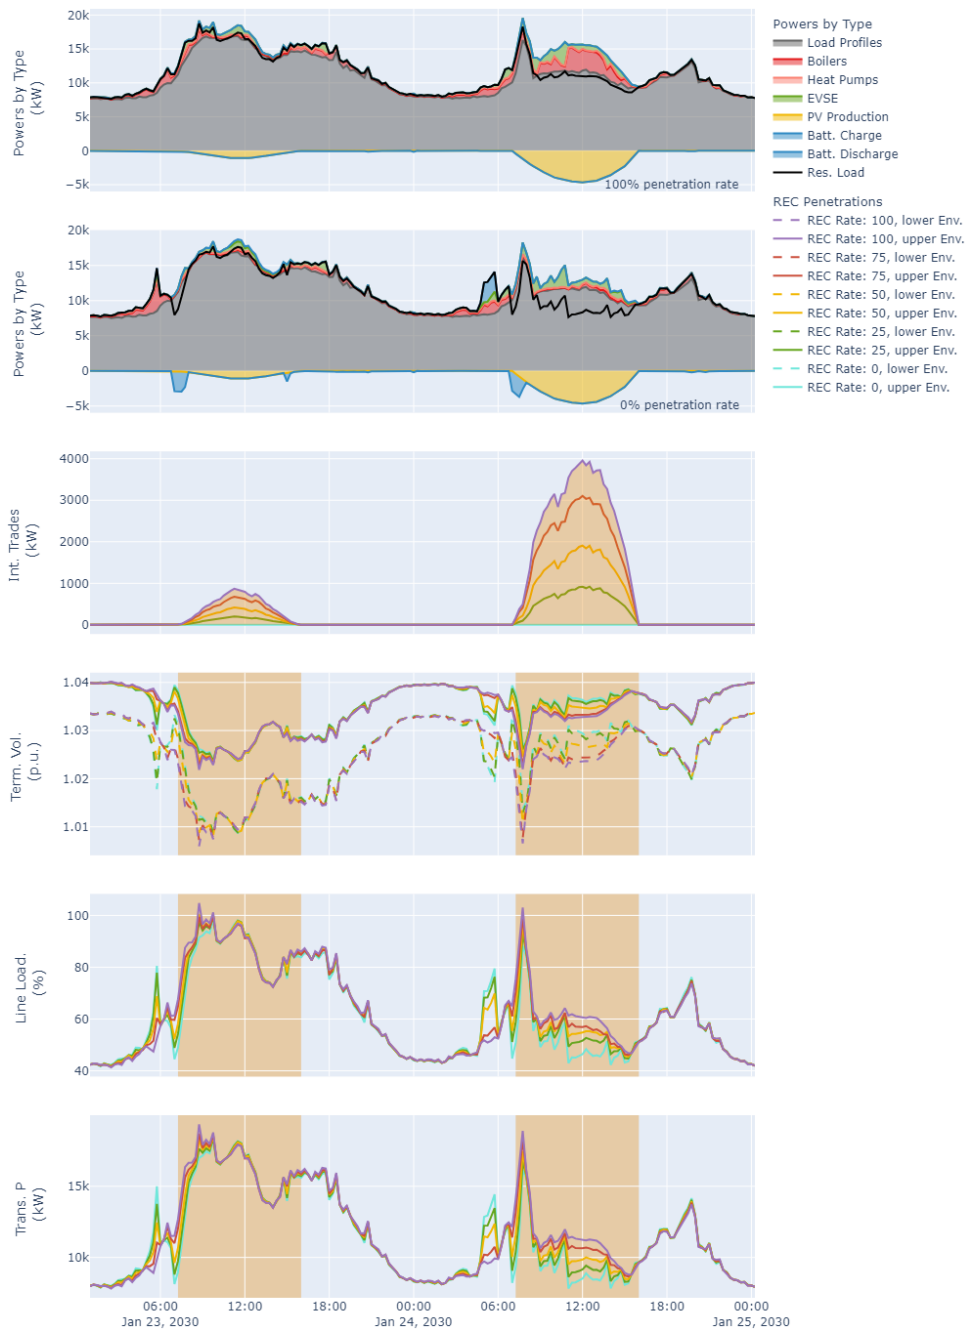 Powers by Type
(kW)
20k
15k
10k
5k
0
−5k
100% penetration rate
Powers by Type
Load Profiles
Boilers
Heat Pumps
EVSE
PV Production
Batt. Charge
Batt. Discharge
Res. Load
REC Penetrations
REC Rate: 100, lower Env.
REC Rate: 100, upper Env.
REC Rate: 75, lower Env.
REC Rate: 75, upper Env.
REC Rate: 50, lower Env.
REC Rate: 50, upper Env.
REC Rate: 25, lower Env.
REC Rate: 25, upper Env.
REC Rate: 0, lower Env.
REC Rate: 0, upper Env.
Powers by Type
(kW)
20k
15k
10k
5k
0
−5k
0% penetration rate
Int. Trades
(kW)
4000
3000
2000
1000
0
Term. Vol.
(p.u.)
1.04
1.03
1.02
1.01
Line Load.
(%)
100
80
60
40
Trans. P
(kW)
15k
10k
06:00 12:00 18:00 00:00 06:00 12:00 18:00 00:00
Jan 23, 2030 Jan 24, 2030 Jan 25, 2030